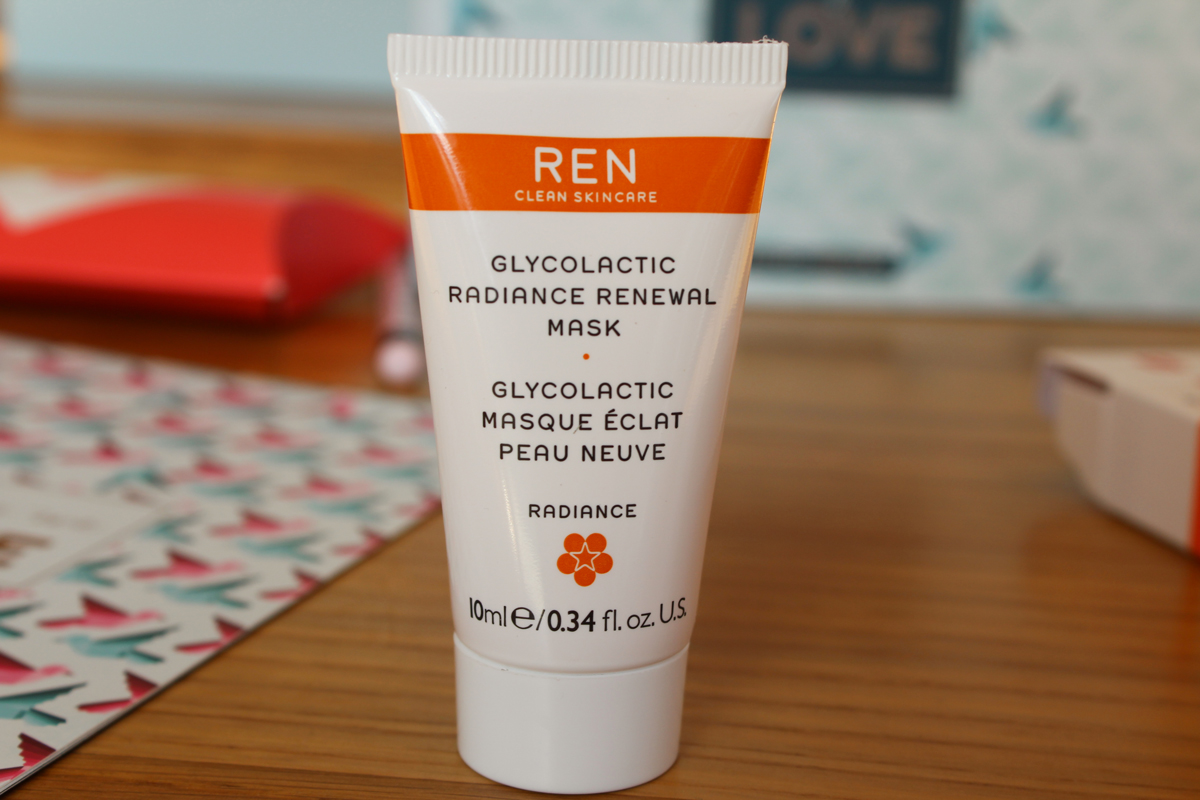 LOVE
REN
CLEAN SKINCARE
GLYCOLACTIC
RADIANCE RENEWAL
MASK
GLYCOLACTIC
MASQUE ÉCLAT
PEAU NEUVE
RADIANCE
10ml℮/0.34 fl. oz. U.S.